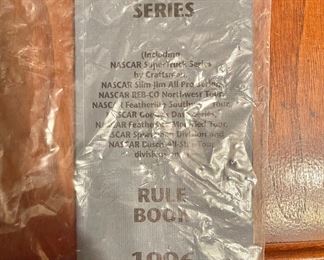 SERIES
(Including
NASCAR SuperTruck Series
by Craftsman,
NASCAR Slim Jim All Pro Series,
NASCAR REB-CO Northwest Tour,
NASCAR Featherlite Southwest Tour,
NASCAR Goody's Dash Series,
NASCAR Featherlite Modified Tour,
NASCAR Sportsman Division and
NASCAR Busch All-Star Tour
divisions
RULE
BOOK
1996